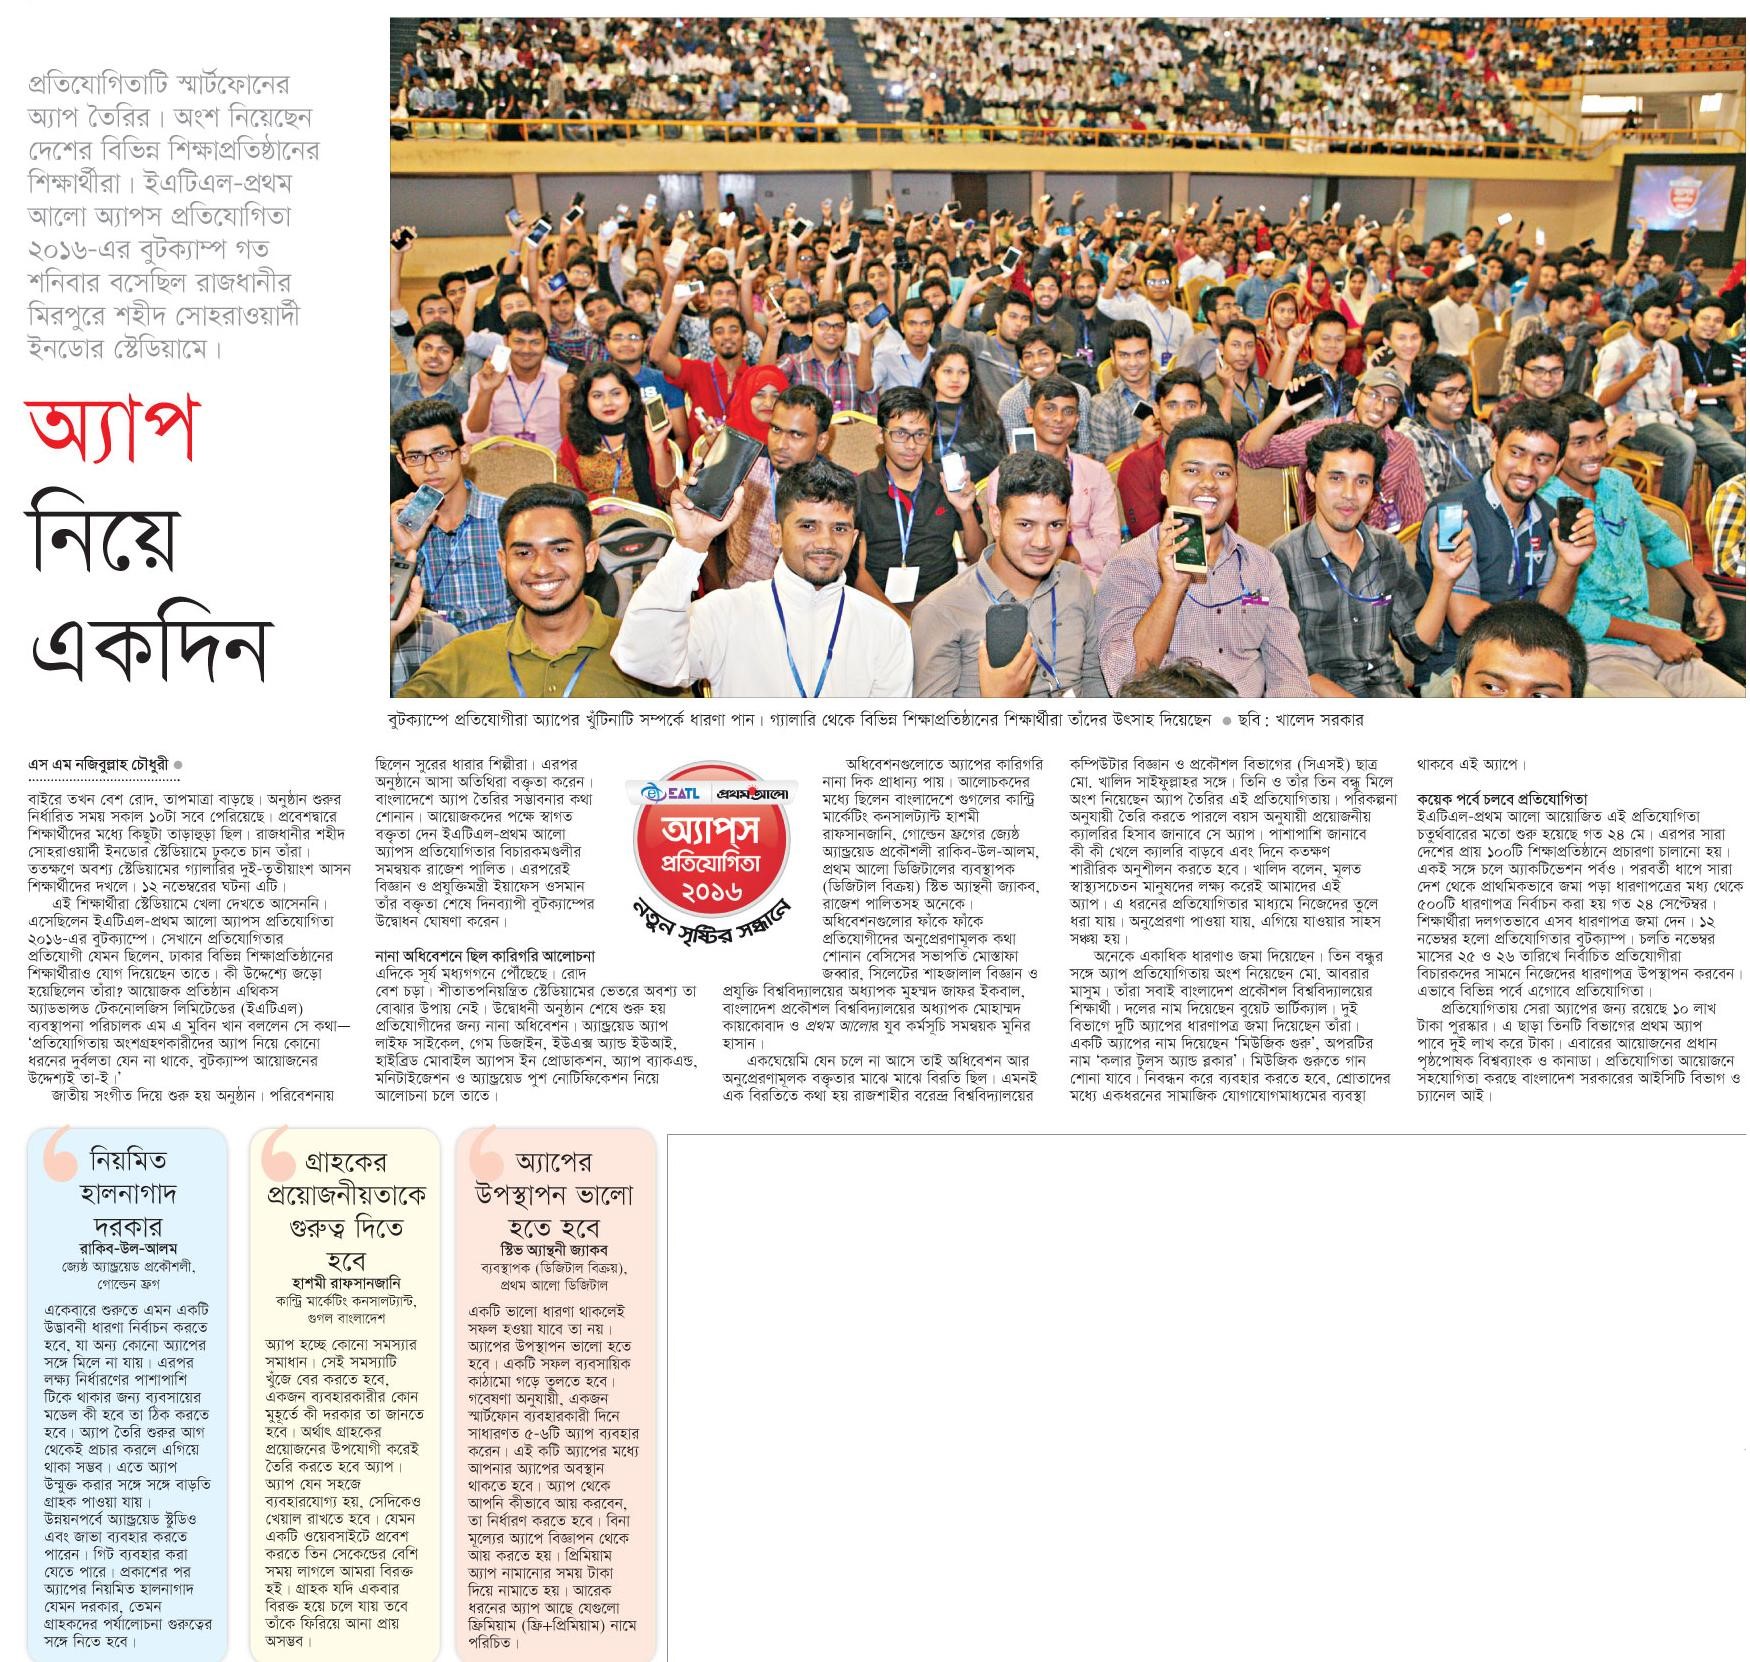 প্রতিযোগিতাটি স্মার্টফোনের
অ্যাপ তৈরির। অংশ নিয়েছেন
দেশের বিভিন্ন শিক্ষাপ্রতিষ্ঠানের
শিক্ষার্থীরা। ইএটিএল-প্রথম
আলো অ্যাপস প্রতিযোগিতা
২০১৬-এর বুটক্যাম্প গত
শনিবার বসেছিল রাজধানীর
মিরপুরে শহীদ সোহরাওয়ার্দী
ইনডোর স্টেডিয়ামে।
অ্যাপ
নিয়ে
একদিন
বুটক্যাম্পে প্রতিযোগীরা অ্যাপের খুঁটিনাটি সম্পর্কে ধারণা পান। গ্যালারি থেকে বিভিন্ন শিক্ষাপ্রতিষ্ঠানের শিক্ষার্থীরা তাঁদের উৎসাহ দিয়েছেন ● ছবি: খালেদ সরকার
এস এম নজিবুল্লাহ চৌধুরী ●
বাইরে তখন বেশ রোদ, তাপমাত্রা বাড়ছে। অনুষ্ঠান শুরুর
নির্ধারিত সময় সকাল ১০টা সবে পেরিয়েছে। প্রবেশদ্বারে
শিক্ষার্থীদের মধ্যে কিছুটা তাড়াহুড়া ছিল। রাজধানীর শহীদ
সোহরাওয়ার্দী ইনডোর স্টেডিয়ামে ঢুকতে চান তাঁরা।
ততক্ষণে অবশ্য স্টেডিয়ামের গ্যালারির দুই-তৃতীয়াংশ আসন
শিক্ষার্থীদের দখলে। ১২ নভেম্বরের ঘটনা এটি।
এই শিক্ষার্থীরা স্টেডিয়ামে খেলা দেখতে আসেননি।
এসেছিলেন ইএটিএল-প্রথম আলো অ্যাপস প্রতিযোগিতা
২০১৬-এর বুটক্যাম্পে। সেখানে প্রতিযোগিতার
প্রতিযোগী যেমন ছিলেন, ঢাকার বিভিন্ন শিক্ষাপ্রতিষ্ঠানের
শিক্ষার্থীরাও যোগ দিয়েছেন তাতে। কী উদ্দেশ্যে জড়ো
হয়েছিলেন তাঁরা? আয়োজক প্রতিষ্ঠান এথিকস
অ্যাডভান্সড টেকনোলজিস লিমিটেডের (ইএটিএল)
ব্যবস্থাপনা পরিচালক এম এ মুবিন খান বললেন সে কথা—
‘প্রতিযোগিতায় অংশগ্রহণকারীদের অ্যাপ নিয়ে কোনো
ধরনের দুর্বলতা যেন না থাকে, বুটক্যাম্প আয়োজনের
উদ্দেশ্যই তা-ই।’
জাতীয় সংগীত দিয়ে শুরু হয় অনুষ্ঠান। পরিবেশনায়
ছিলেন সুরের ধারার শিল্পীরা। এরপর
অনুষ্ঠানে আসা অতিথিরা বক্তৃতা করেন।
বাংলাদেশে অ্যাপ তৈরির সম্ভাবনার কথা
শোনান। আয়োজকদের পক্ষে স্বাগত
বক্তৃতা দেন ইএটিএল-প্রথম আলো
অ্যাপস প্রতিযোগিতার বিচারকমণ্ডলীর
সমন্বয়ক রাজেশ পালিত। এরপরেই
বিজ্ঞান ও প্রযুক্তিমন্ত্রী ইয়াফেস ওসমান
তাঁর বক্তৃতা শেষে দিনব্যাপী বুটক্যাম্পের
উদ্বোধন ঘোষণা করেন।
নানা অধিবেশনে ছিল কারিগরি আলোচনা
এদিকে সূর্য মধ্যগগনে পৌঁছেছে। রোদ
বেশ চড়া। শীতাতপনিয়ন্ত্রিত স্টেডিয়ামের ভেতরে অবশ্য তা
বোঝার উপায় নেই। উদ্বোধনী অনুষ্ঠান শেষে শুরু হয়
প্রতিযোগীদের জন্য নানা অধিবেশন। অ্যান্ড্রয়েড অ্যাপ
লাইফ সাইকেল, গেম ডিজাইন, ইউএক্স অ্যান্ড ইউআই,
হাইব্রিড মোবাইল অ্যাপস ইন প্রোডাকশন, অ্যাপ ব্যাকএন্ড,
মনিটাইজেশন ও অ্যান্ড্রয়েড পুশ নোটিফিকেশন নিয়ে
আলোচনা চলে তাতে।
EATL প্রথম আলো
অ্যাপ্‌স
প্রতিযোগিতা
২০১৬
নতুন সৃষ্টির সন্ধানে
অধিবেশনগুলোতে অ্যাপের কারিগরি
নানা দিক প্রাধান্য পায়। আলোচকদের
মধ্যে ছিলেন বাংলাদেশে গুগলের কান্ট্রি
মার্কেটিং কনসালট্যান্ট হাশমী
রাফসানজানি, গোল্ডেন ফ্রগের জ্যেষ্ঠ
অ্যান্ড্রয়েড প্রকৌশলী রাকিব-উল-আলম,
প্রথম আলো ডিজিটালের ব্যবস্থাপক
(ডিজিটাল বিক্রয়) স্টিভ অ্যান্থনী জ্যাকব,
রাজেশ পালিতসহ অনেকে।
অধিবেশনগুলোর ফাঁকে ফাঁকে
প্রতিযোগীদের অনুপ্রেরণামূলক কথা
শোনান বেসিসের সভাপতি মোস্তাফা
জব্বার, সিলেটের শাহজালাল বিজ্ঞান ও
প্রযুক্তি বিশ্ববিদ্যালয়ের অধ্যাপক মুহম্মদ জাফর ইকবাল,
বাংলাদেশ প্রকৌশল বিশ্ববিদ্যালয়ের অধ্যাপক মোহাম্মদ
কায়কোবাদ ও প্রথম আলোর যুব কর্মসূচি সমন্বয়ক মুনির
হাসান।
একঘেয়েমি যেন চলে না আসে তাই অধিবেশন আর
অনুপ্রেরণামূলক বক্তৃতার মাঝে মাঝে বিরতি ছিল। এমনই
এক বিরতিতে কথা হয় রাজশাহীর বরেন্দ্র বিশ্ববিদ্যালয়ের
কম্পিউটার বিজ্ঞান ও প্রকৌশল বিভাগের (সিএসই) ছাত্র
মো. খালিদ সাইফুল্লাহর সঙ্গে। তিনি ও তাঁর তিন বন্ধু মিলে
অংশ নিয়েছেন অ্যাপ তৈরির এই প্রতিযোগিতায়। পরিকল্পনা
অনুযায়ী তৈরি করতে পারলে বয়স অনুযায়ী প্রয়োজনীয়
ক্যালরির হিসাব জানাবে সে অ্যাপ। পাশাপাশি জানাবে
কী কী খেলে ক্যালরি বাড়বে এবং দিনে কতক্ষণ
শারীরিক অনুশীলন করতে হবে। খালিদ বলেন, মূলত
স্বাস্থ্যসচেতন মানুষদের লক্ষ্য করেই আমাদের এই
অ্যাপ। এ ধরনের প্রতিযোগিতার মাধ্যমে নিজেদের তুলে
ধরা যায়। অনুপ্রেরণা পাওয়া যায়, এগিয়ে যাওয়ার সাহস
সঞ্চয় হয়।
অনেকে একাধিক ধারণাও জমা দিয়েছেন। তিন বন্ধুর
সঙ্গে অ্যাপ প্রতিযোগিতায় অংশ নিয়েছেন মো. আবরার
মাসুম। তাঁরা সবাই বাংলাদেশ প্রকৌশল বিশ্ববিদ্যালয়ের
শিক্ষার্থী। দলের নাম দিয়েছেন বুয়েট ভার্টিক্যাল। দুই
বিভাগে দুটি অ্যাপের ধারণাপত্র জমা দিয়েছেন তাঁরা।
একটি অ্যাপের নাম দিয়েছেন ‘মিউজিক গুরু’, অপরটির
নাম ‘কলার টুলস অ্যান্ড ব্লকার’। মিউজিক গুরুতে গান
শোনা যাবে। নিবন্ধন করে ব্যবহার করতে হবে, শ্রোতাদের
মধ্যে একধরনের সামাজিক যোগাযোগমাধ্যমের ব্যবস্থা
থাকবে এই অ্যাপে।
কয়েক পর্বে চলবে প্রতিযোগিতা
ইএটিএল-প্রথম আলো আয়োজিত এই প্রতিযোগিতা
চতুর্থবারের মতো শুরু হয়েছে গত ২৪ মে। এরপর সারা
দেশের প্রায় ১০০টি শিক্ষাপ্রতিষ্ঠানে প্রচারণা চালানো হয়।
একই সঙ্গে চলে অ্যাকটিভেশন পর্বও। পরবর্তী ধাপে সারা
দেশ থেকে প্রাথমিকভাবে জমা পড়া ধারণাপত্রের মধ্য থেকে
৫০০টি ধারণাপত্র নির্বাচন করা হয় গত ২৪ সেপ্টেম্বর।
শিক্ষার্থীরা দলগতভাবে এসব ধারণাপত্র জমা দেন। ১২
নভেম্বর হলো প্রতিযোগিতার বুটক্যাম্প। চলতি নভেম্বর
মাসের ২৫ ও ২৬ তারিখে নির্বাচিত প্রতিযোগীরা
বিচারকদের সামনে নিজেদের ধারণাপত্র উপস্থাপন করবেন।
এভাবে বিভিন্ন পর্বে এগোবে প্রতিযোগিতা।
প্রতিযোগিতায় সেরা অ্যাপের জন্য রয়েছে ১০ লাখ
টাকা পুরস্কার। এ ছাড়া তিনটি বিভাগের প্রথম অ্যাপ
পাবে দুই লাখ করে টাকা। এবারের আয়োজনের প্রধান
পৃষ্ঠপোষক বিশ্বব্যাংক ও কানাডা। প্রতিযোগিতা আয়োজনে
সহযোগিতা করছে বাংলাদেশ সরকারের আইসিটি বিভাগ ও
চ্যানেল আই।
নিয়মিত
হালনাগাদ
দরকার
রাকিব-উল-আলম
জ্যেষ্ঠ অ্যান্ড্রয়েড প্রকৌশলী,
গোল্ডেন ফ্রগ
একেবারে শুরুতে এমন একটি
উদ্ভাবনী ধারণা নির্বাচন করতে
হবে, যা অন্য কোনো অ্যাপের
সঙ্গে মিলে না যায়। এরপর
লক্ষ্য নির্ধারণের পাশাপাশি
টিকে থাকার জন্য ব্যবসায়ের
মডেল কী হবে তা ঠিক করতে
হবে। অ্যাপ তৈরি শুরুর আগ
থেকেই প্রচার করলে এগিয়ে
থাকা সম্ভব। এতে অ্যাপ
উন্মুক্ত করার সঙ্গে সঙ্গে বাড়তি
গ্রাহক পাওয়া যায়।
উন্নয়নপর্বে অ্যান্ড্রয়েড স্টুডিও
এবং জাভা ব্যবহার করতে
পারেন। গিট ব্যবহার করা
যেতে পারে। প্রকাশের পর
অ্যাপের নিয়মিত হালনাগাদ
যেমন দরকার, তেমন
গ্রাহকদের পর্যালোচনা গুরুত্বের
সঙ্গে নিতে হবে।
গ্রাহকের
প্রয়োজনীয়তাকে
গুরুত্ব দিতে
হবে
হাশমী রাফসানজানি
কান্ট্রি মার্কেটিং কনসালট্যান্ট,
গুগল বাংলাদেশ
অ্যাপ হচ্ছে কোনো সমস্যার
সমাধান। সেই সমস্যাটি
খুঁজে বের করতে হবে,
একজন ব্যবহারকারীর কোন
মুহূর্তে কী দরকার তা জানতে
হবে। অর্থাৎ গ্রাহকের
প্রয়োজনের উপযোগী করেই
তৈরি করতে হবে অ্যাপ।
অ্যাপ যেন সহজে
ব্যবহারযোগ্য হয়, সেদিকেও
খেয়াল রাখতে হবে। যেমন
একটি ওয়েবসাইটে প্রবেশ
করতে তিন সেকেন্ডের বেশি
সময় লাগলে আমরা বিরক্ত
হই। গ্রাহক যদি একবার
বিরক্ত হয়ে চলে যায় তবে
তাঁকে ফিরিয়ে আনা প্রায়
অসম্ভব।
অ্যাপের
উপস্থাপন ভালো
হতে হবে
স্টিভ অ্যান্থনী জ্যাকব
ব্যবস্থাপক (ডিজিটাল বিক্রয়),
প্রথম আলো ডিজিটাল
একটি ভালো ধারণা থাকলেই
সফল হওয়া যাবে তা নয়।
অ্যাপের উপস্থাপন ভালো হতে
হবে। একটি সফল ব্যবসায়িক
কাঠামো গড়ে তুলতে হবে।
গবেষণা অনুযায়ী, একজন
স্মার্টফোন ব্যবহারকারী দিনে
সাধারণত ৫-৬টি অ্যাপ ব্যবহার
করেন। এই কটি অ্যাপের মধ্যে
আপনার অ্যাপের অবস্থান
থাকতে হবে। অ্যাপ থেকে
আপনি কীভাবে আয় করবেন,
তা নির্ধারণ করতে হবে। বিনা
মূল্যের অ্যাপে বিজ্ঞাপন থেকে
আয় করতে হয়। প্রিমিয়াম
অ্যাপ নামানোর সময় টাকা
দিয়ে নামাতে হয়। আরেক
ধরনের অ্যাপ আছে যেগুলো
ফ্রিমিয়াম (ফ্রি+প্রিমিয়াম) নামে
পরিচিত।